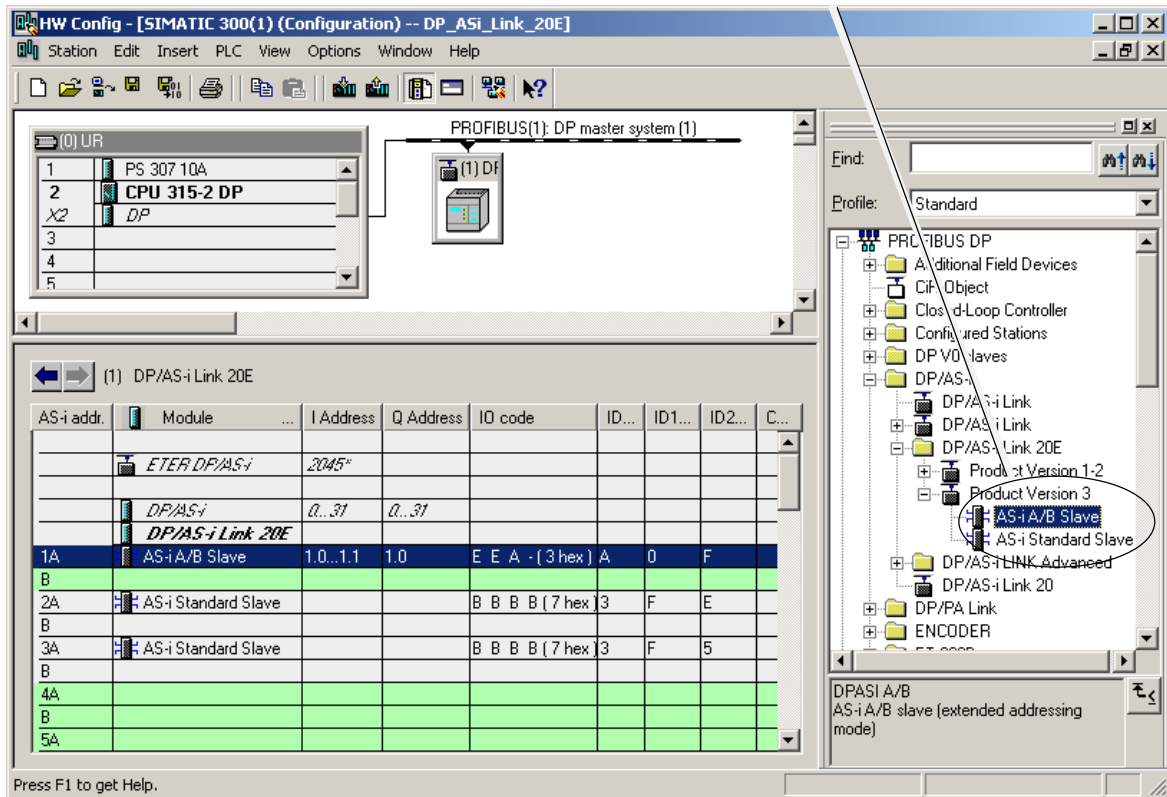 HW Config - [SIMATIC 300(1) (Configuration) -- DP_ASi_Link_20E]
Station Edit Insert PLC View Options Window Help
(0) UR
1 PS 307 10A
2 CPU 315-2 DP
X2 DP
3
4
5
PROFIBUS(1): DP master system (1)
(1) DP
(1) DP/AS-i Link 20E
AS-i addr. Module ... I Address Q Address IO code ID... ID1... ID2... C...
ETER DP/AS-i 2045*
DP/AS-i 0...31 0...31
DP/AS-i Link 20E
1A AS-i A/B Slave 1.0...1.1 1.0 E E A - ( 3 hex ) A 0 F
B
2A AS-i Standard Slave B B B B ( 7 hex ) 3 F E
B
3A AS-i Standard Slave B B B B ( 7 hex ) 3 F 5
B
4A
B
5A
Find:
Profile: Standard
PROFIBUS DP
Additional Field Devices
CiR-Object
Closed-Loop Controller
Configured Stations
DP V0 slaves
DP/AS-i
DP/AS-i Link
DP/AS-i Link
DP/AS-i Link 20E
Product Version 1-2
Product Version 3
AS-i A/B Slave
AS-i Standard Slave
DP/AS-i LINK Advanced
DP/AS-i Link 20
DP/PA Link
ENCODER
DPASI A/B
AS-i A/B slave (extended addressing
mode)
Press F1 to get Help.